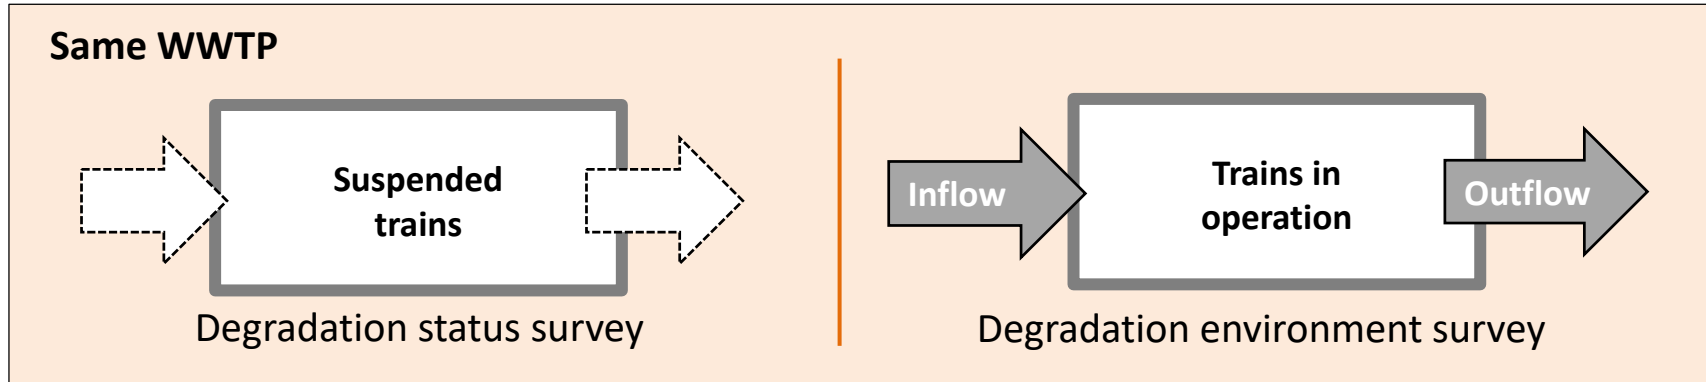 Same WWTP
Suspended
trains
Degradation status survey
Inflow
Trains in
operation
Outflow
Degradation environment survey